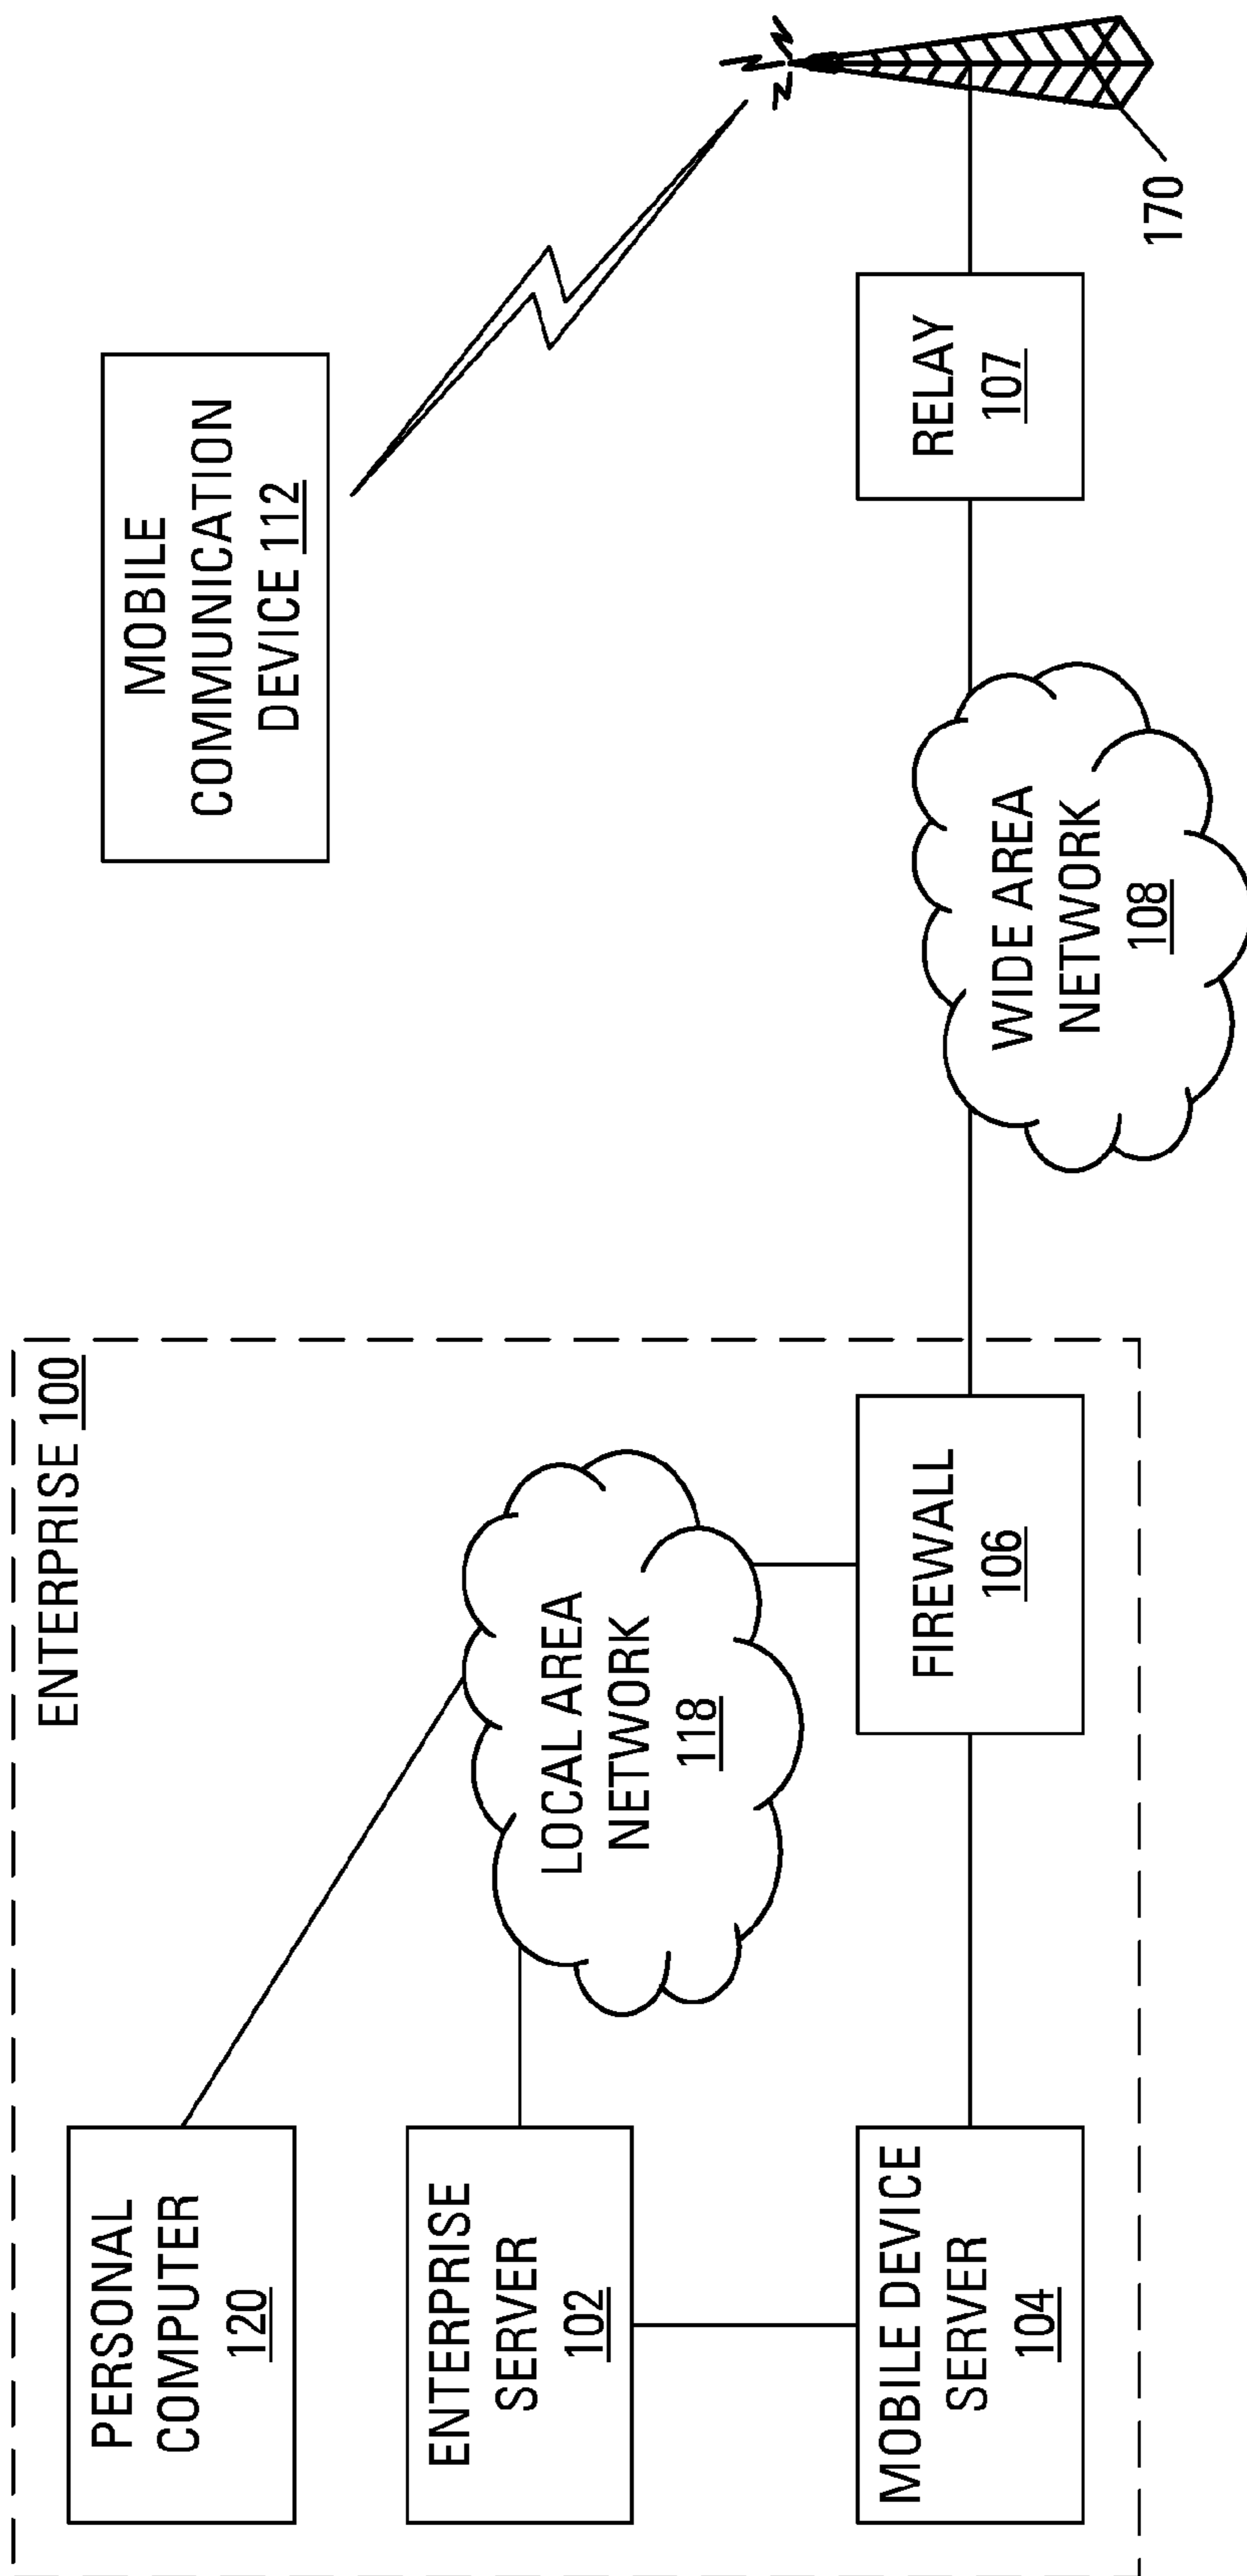 ENTERPRISE 100
PERSONAL
COMPUTER
120
ENTERPRISE
SERVER
102
MOBILE DEVICE
SERVER
104
LOCAL AREA
NETWORK
118
FIREWALL
106
WIDE AREA
NETWORK
108
MOBILE
COMMUNICATION
DEVICE 112
RELAY
107
170